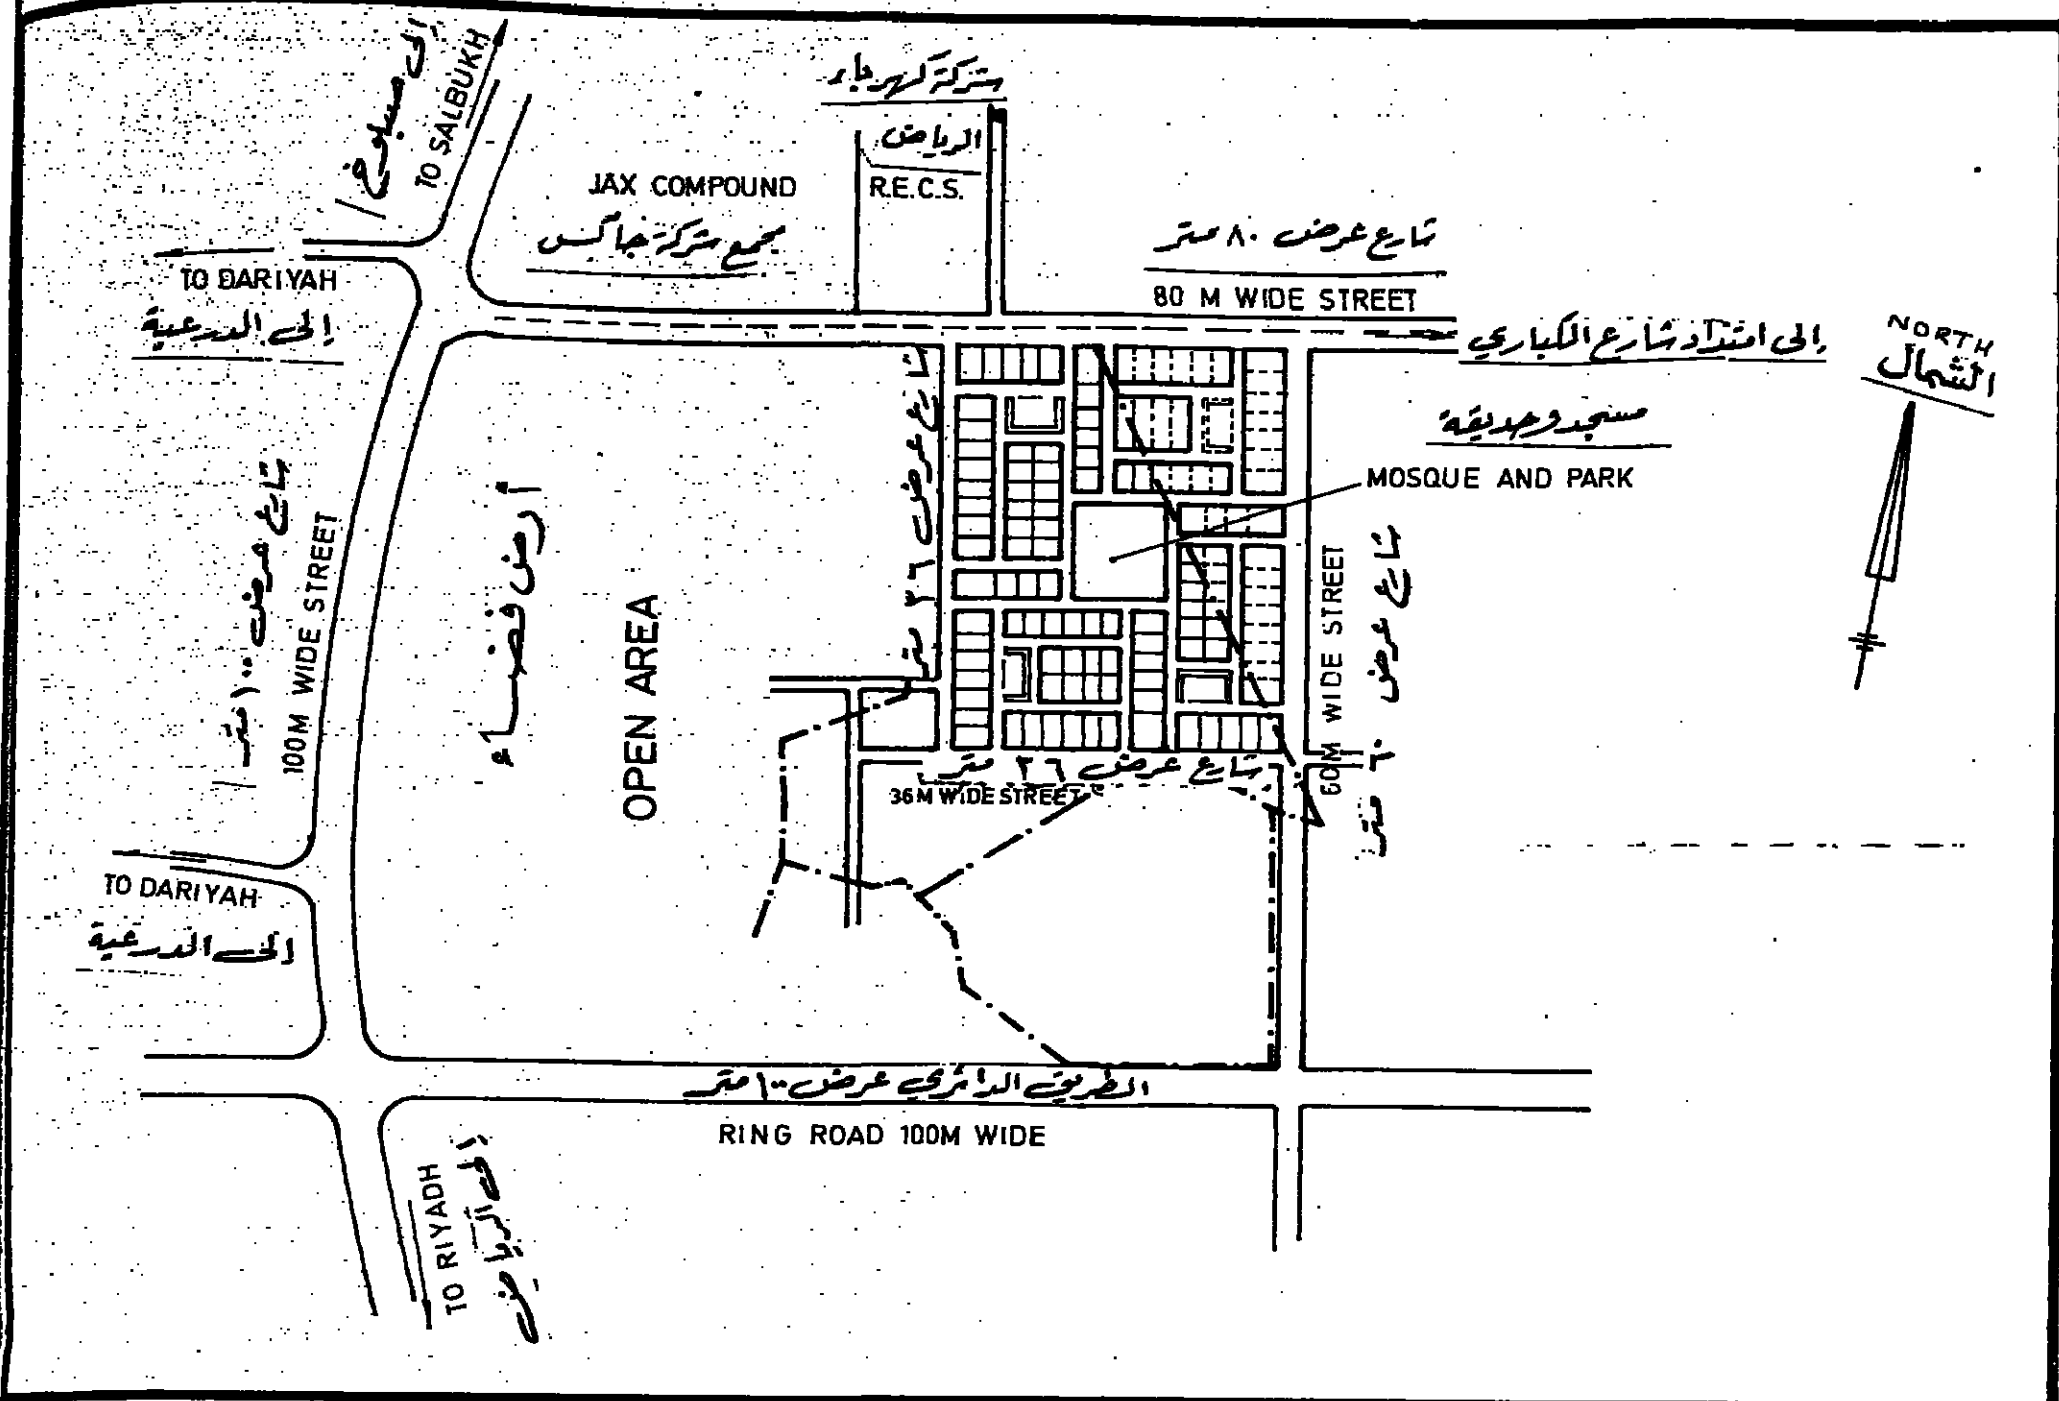 إلى صلبوخ
TO SALBUKH
شركة كهرباء
الرياض
R.E.C.S.
JAX COMPOUND
مجمع شركة جاكس
شارع عرض ٨٠ متر
80 M WIDE STREET
TO DARIYAH
إلى الدرعية
إلى امتداد شارع الكباري
NORTH
الشمال
مسجد وحديقة
MOSQUE AND PARK
شارع عرض ٣٦ متر
شارع عرض ١٠٠ متر
100M WIDE STREET
أرض فضاء
OPEN AREA
60M WIDE STREET
شارع عرض ٦٠ متر
شارع عرض ٣٦ متر
36M WIDE STREET
TO DARIYAH
الى الدرعية
الطريق الدائري عرض ١٠٠ متر
RING ROAD 100M WIDE
TO RIYADH
إلى الرياض